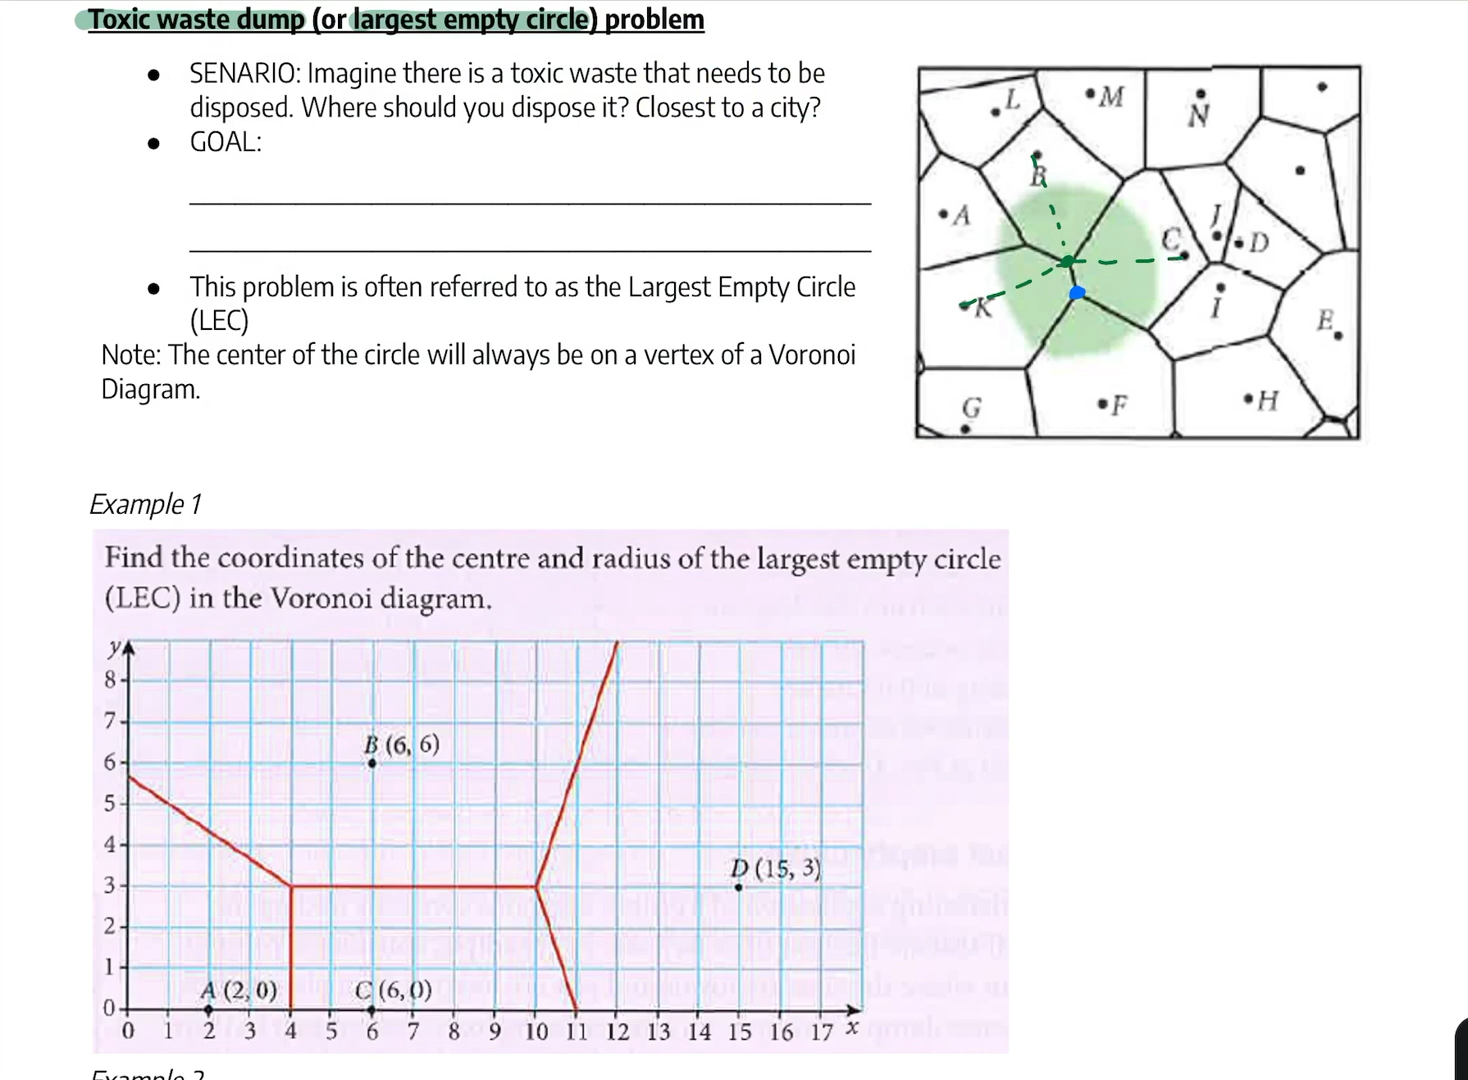 Toxic waste dump (or largest empty circle) problem
● SENARIO: Imagine there is a toxic waste that needs to be
disposed. Where should you dispose it? Closest to a city?
● GOAL:
● This problem is often referred to as the Largest Empty Circle
(LEC)
Note: The center of the circle will always be on a vertex of a Voronoi
Diagram.
L
M
N
B
A
J
C
D
K
I
E
G
F
H
Example 1
Find the coordinates of the centre and radius of the largest empty circle
(LEC) in the Voronoi diagram.
y
8
7
B (6, 6)
6
5
4
D (15, 3)
3
2
1
A (2, 0)
C (6, 0)
0
0 1 2 3 4 5 6 7 8 9 10 11 12 13 14 15 16 17 x
Example 2